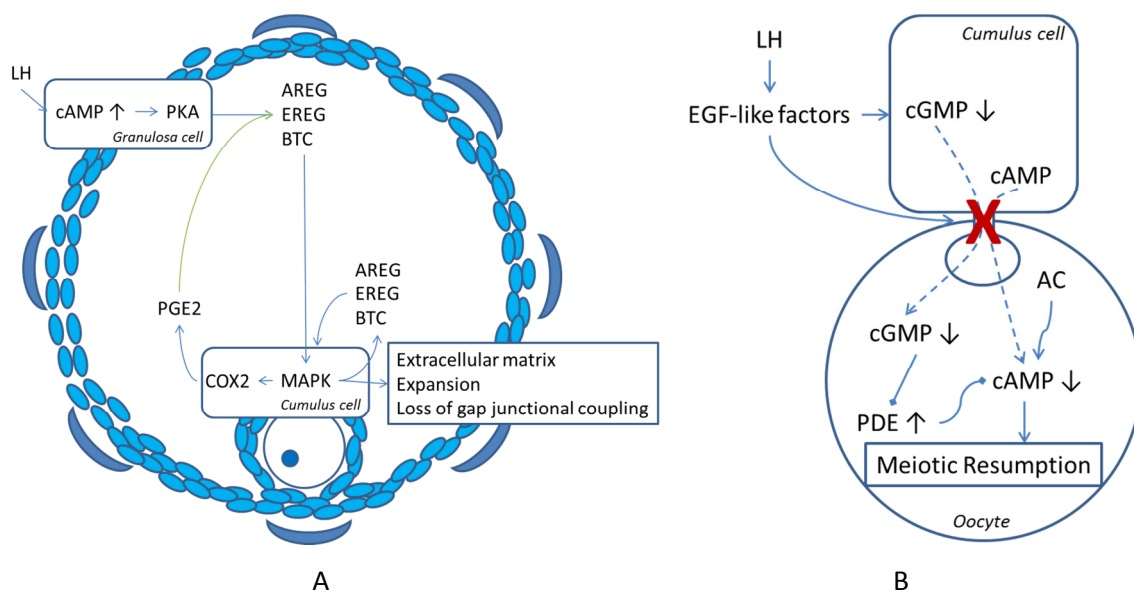 LH
cAMP ↑
PKA
Granulosa cell
AREG
EREG
BTC
PGE2
AREG
EREG
BTC
COX2
MAPK
Cumulus cell
Extracellular matrix
Expansion
Loss of gap junctional coupling
A
LH
EGF-like factors
Cumulus cell
cGMP ↓
cAMP
X
AC
cGMP ↓
cAMP ↓
PDE ↑
Meiotic Resumption
Oocyte
B